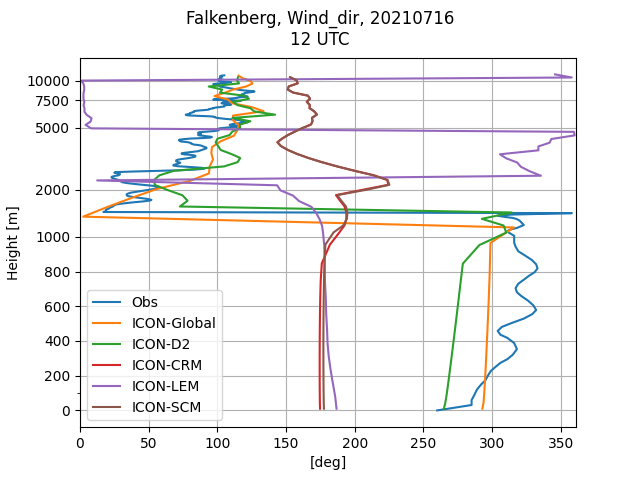 Falkenberg, Wind_dir, 20210716
12 UTC
10000
7500
5000
2000
1000
800
600
400
200
0
Height [m]
Obs
ICON-Global
ICON-D2
ICON-CRM
ICON-LEM
ICON-SCM
0 50 100 150 200 250 300 350
[deg]